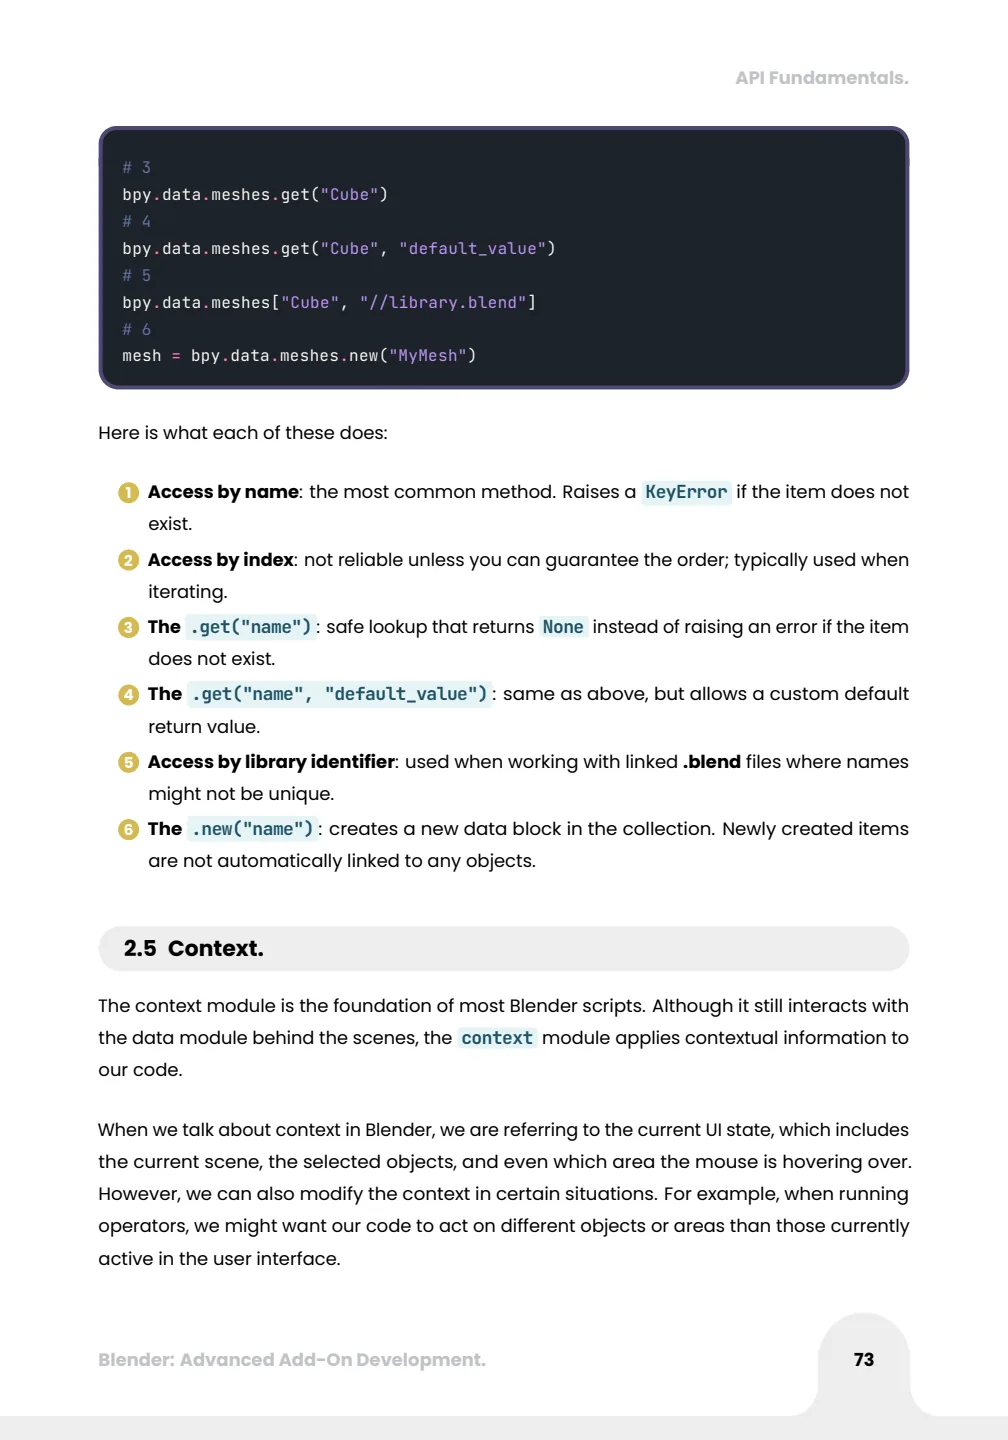 API Fundamentals.
# 3
bpy.data.meshes.get("Cube")
# 4
bpy.data.meshes.get("Cube", "default_value")
# 5
bpy.data.meshes["Cube", "//library.blend"]
# 6
mesh = bpy.data.meshes.new("MyMesh")
Here is what each of these does:
1 Access by name: the most common method. Raises a KeyError if the item does not
exist.
2 Access by index: not reliable unless you can guarantee the order; typically used when
iterating.
3 The .get("name"): safe lookup that returns None instead of raising an error if the item
does not exist.
4 The .get("name", "default_value"): same as above, but allows a custom default
return value.
5 Access by library identifier: used when working with linked .blend files where names
might not be unique.
6 The .new("name"): creates a new data block in the collection. Newly created items
are not automatically linked to any objects.
2.5 Context.
The context module is the foundation of most Blender scripts. Although it still interacts with
the data module behind the scenes, the context module applies contextual information to
our code.
When we talk about context in Blender, we are referring to the current UI state, which includes
the current scene, the selected objects, and even which area the mouse is hovering over.
However, we can also modify the context in certain situations. For example, when running
operators, we might want our code to act on different objects or areas than those currently
active in the user interface.
Blender: Advanced Add-On Development.
73